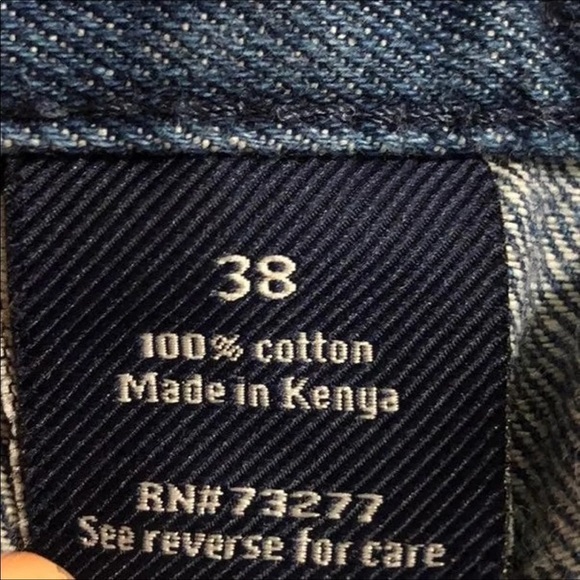 38
100% cotton
Made in Kenya
RN# 73277
See reverse for care